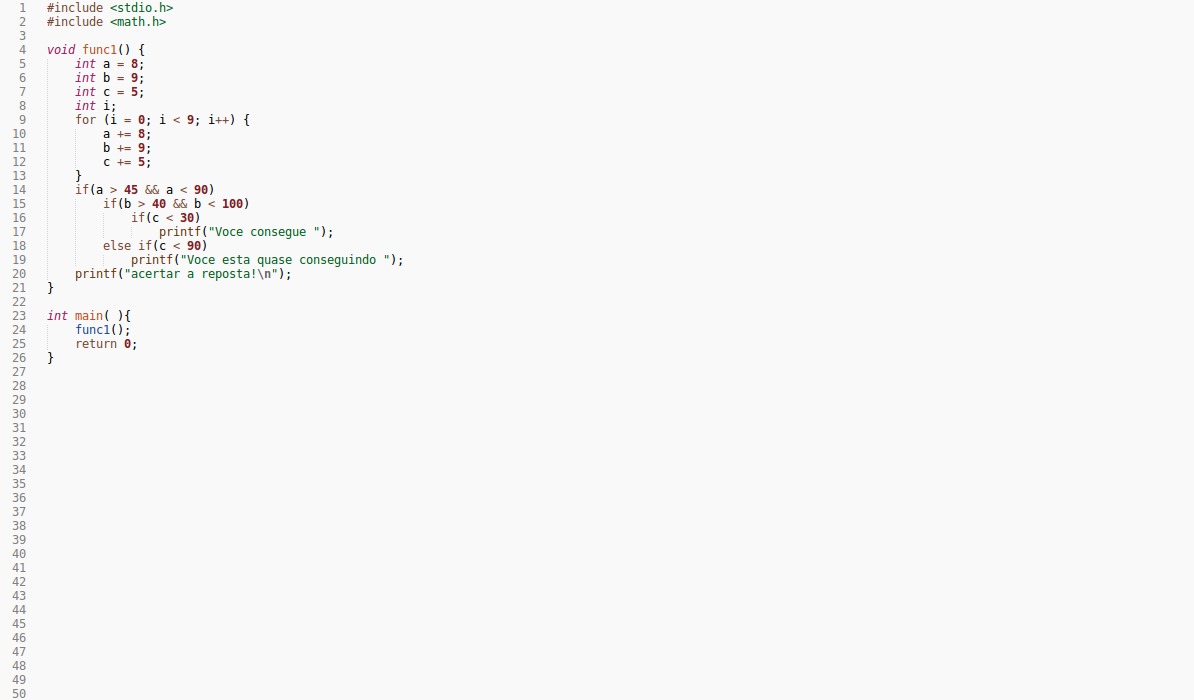 1 #include <stdio.h>
2 #include <math.h>
3
4 void func1() {
5     int a = 8;
6     int b = 9;
7     int c = 5;
8     int i;
9     for (i = 0; i < 9; i++) {
10         a += 8;
11         b += 9;
12         c += 5;
13     }
14     if(a > 45 && a < 90)
15         if(b > 40 && b < 100)
16             if(c < 30)
17                 printf("Voce consegue ");
18         else if(c < 90)
19             printf("Voce esta quase conseguindo ");
20     printf("acertar a reposta!\n");
21 }
22
23 int main( ){
24     func1();
25     return 0;
26 }
27
28
29
30
31
32
33
34
35
36
37
38
39
40
41
42
43
44
45
46
47
48
49
50